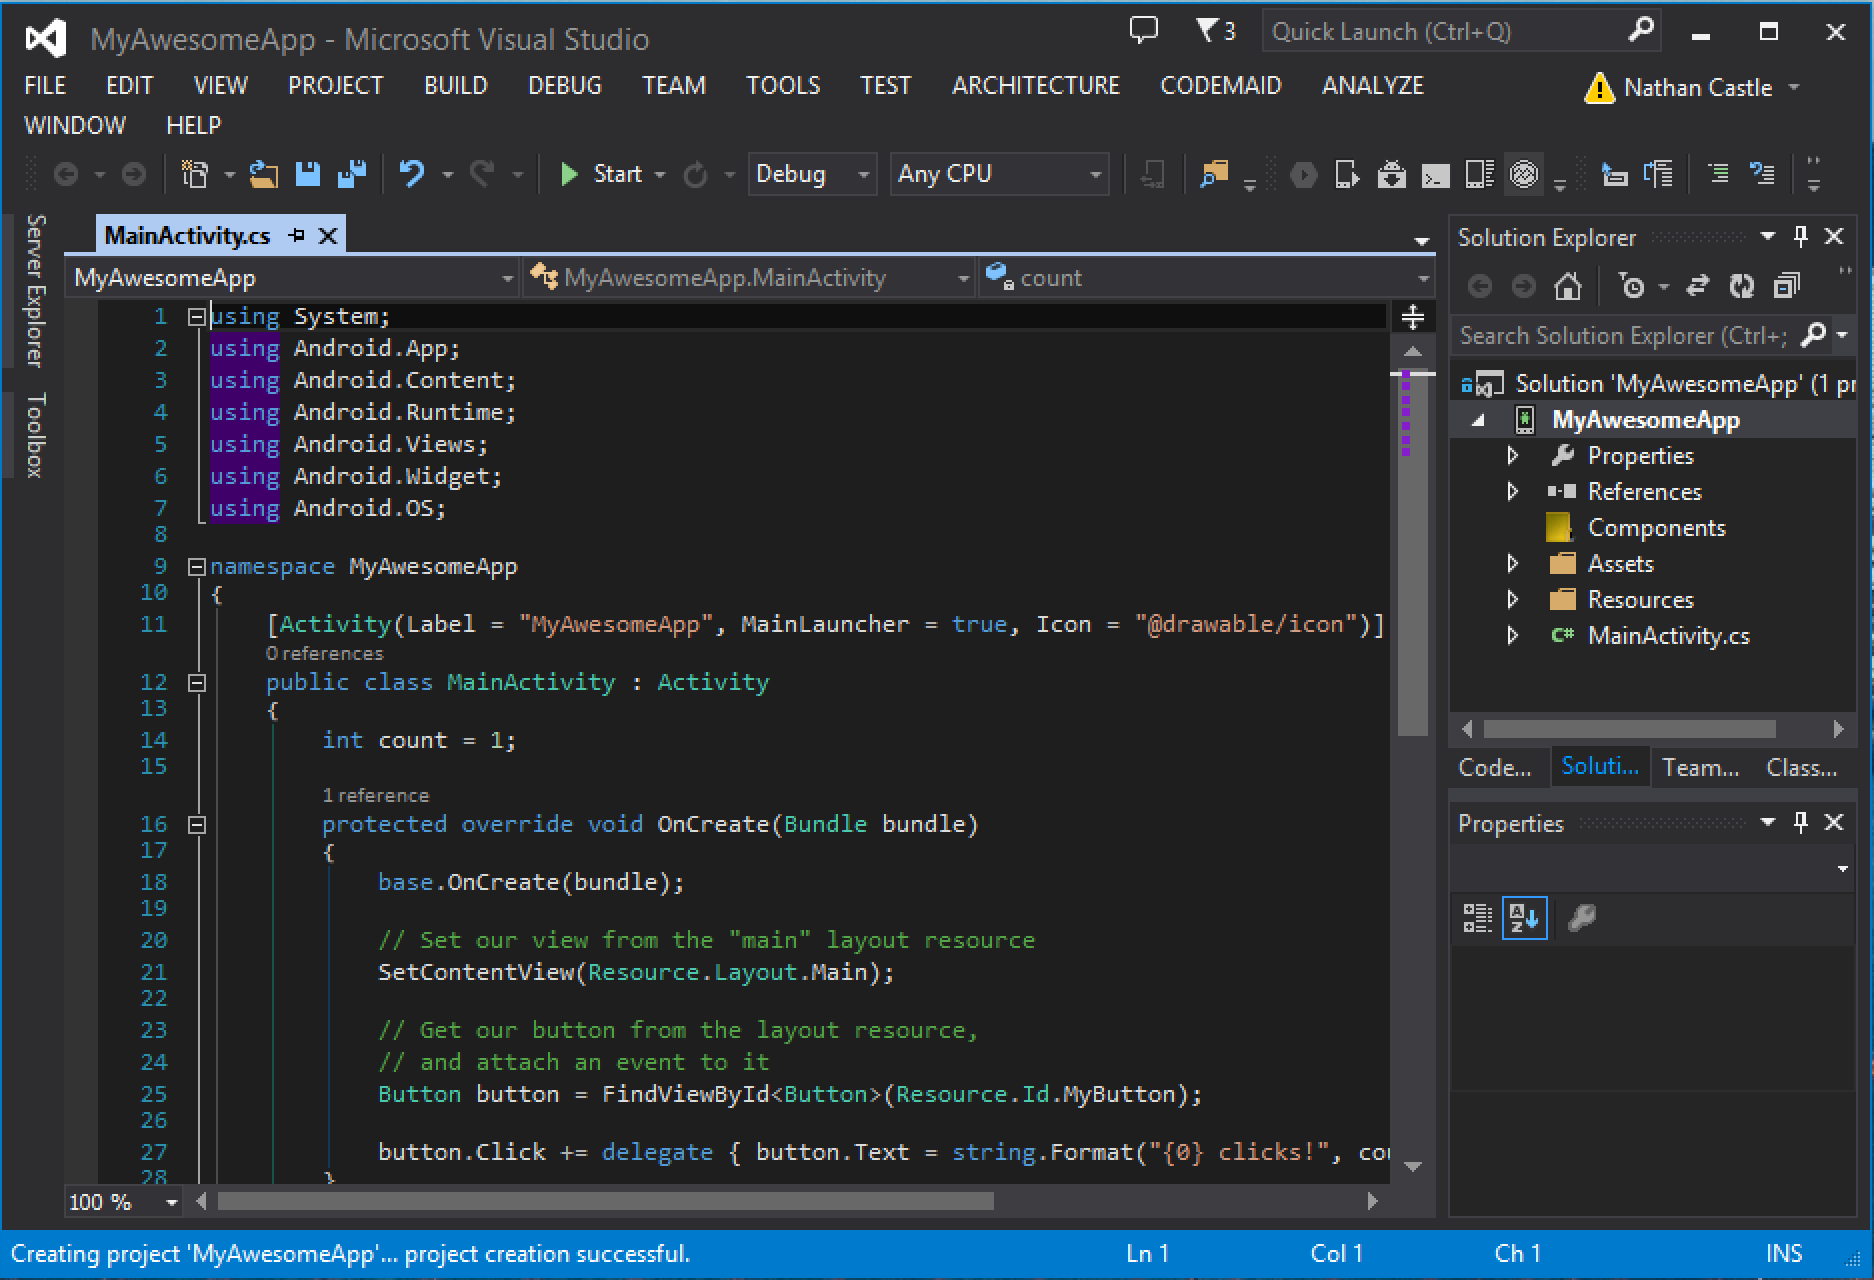 MyAwesomeApp - Microsoft Visual Studio
3
Quick Launch (Ctrl+Q)
FILE EDIT VIEW PROJECT BUILD DEBUG TEAM TOOLS TEST ARCHITECTURE CODEMAID ANALYZE
Nathan Castle
WINDOW HELP
Start Debug Any CPU
Server Explorer
Toolbox
MainActivity.cs
MyAwesomeApp MyAwesomeApp.MainActivity count
1 using System;
2 using Android.App;
3 using Android.Content;
4 using Android.Runtime;
5 using Android.Views;
6 using Android.Widget;
7 using Android.OS;
8
9 namespace MyAwesomeApp
10 {
11 [Activity(Label = "MyAwesomeApp", MainLauncher = true, Icon = "@drawable/icon")]
0 references
12 public class MainActivity : Activity
13 {
14 int count = 1;
15
1 reference
16 protected override void OnCreate(Bundle bundle)
17 {
18 base.OnCreate(bundle);
19
20 // Set our view from the "main" layout resource
21 SetContentView(Resource.Layout.Main);
22
23 // Get our button from the layout resource,
24 // and attach an event to it
25 Button button = FindViewById<Button>(Resource.Id.MyButton);
26
27 button.Click += delegate { button.Text = string.Format("{0} clicks!", cou
28 }
100 %
Solution Explorer
Search Solution Explorer (Ctrl+;
Solution 'MyAwesomeApp' (1 pr
MyAwesomeApp
Properties
References
Components
Assets
Resources
C# MainActivity.cs
Code... Soluti... Team... Class...
Properties
Creating project 'MyAwesomeApp'... project creation successful.
Ln 1 Col 1 Ch 1 INS